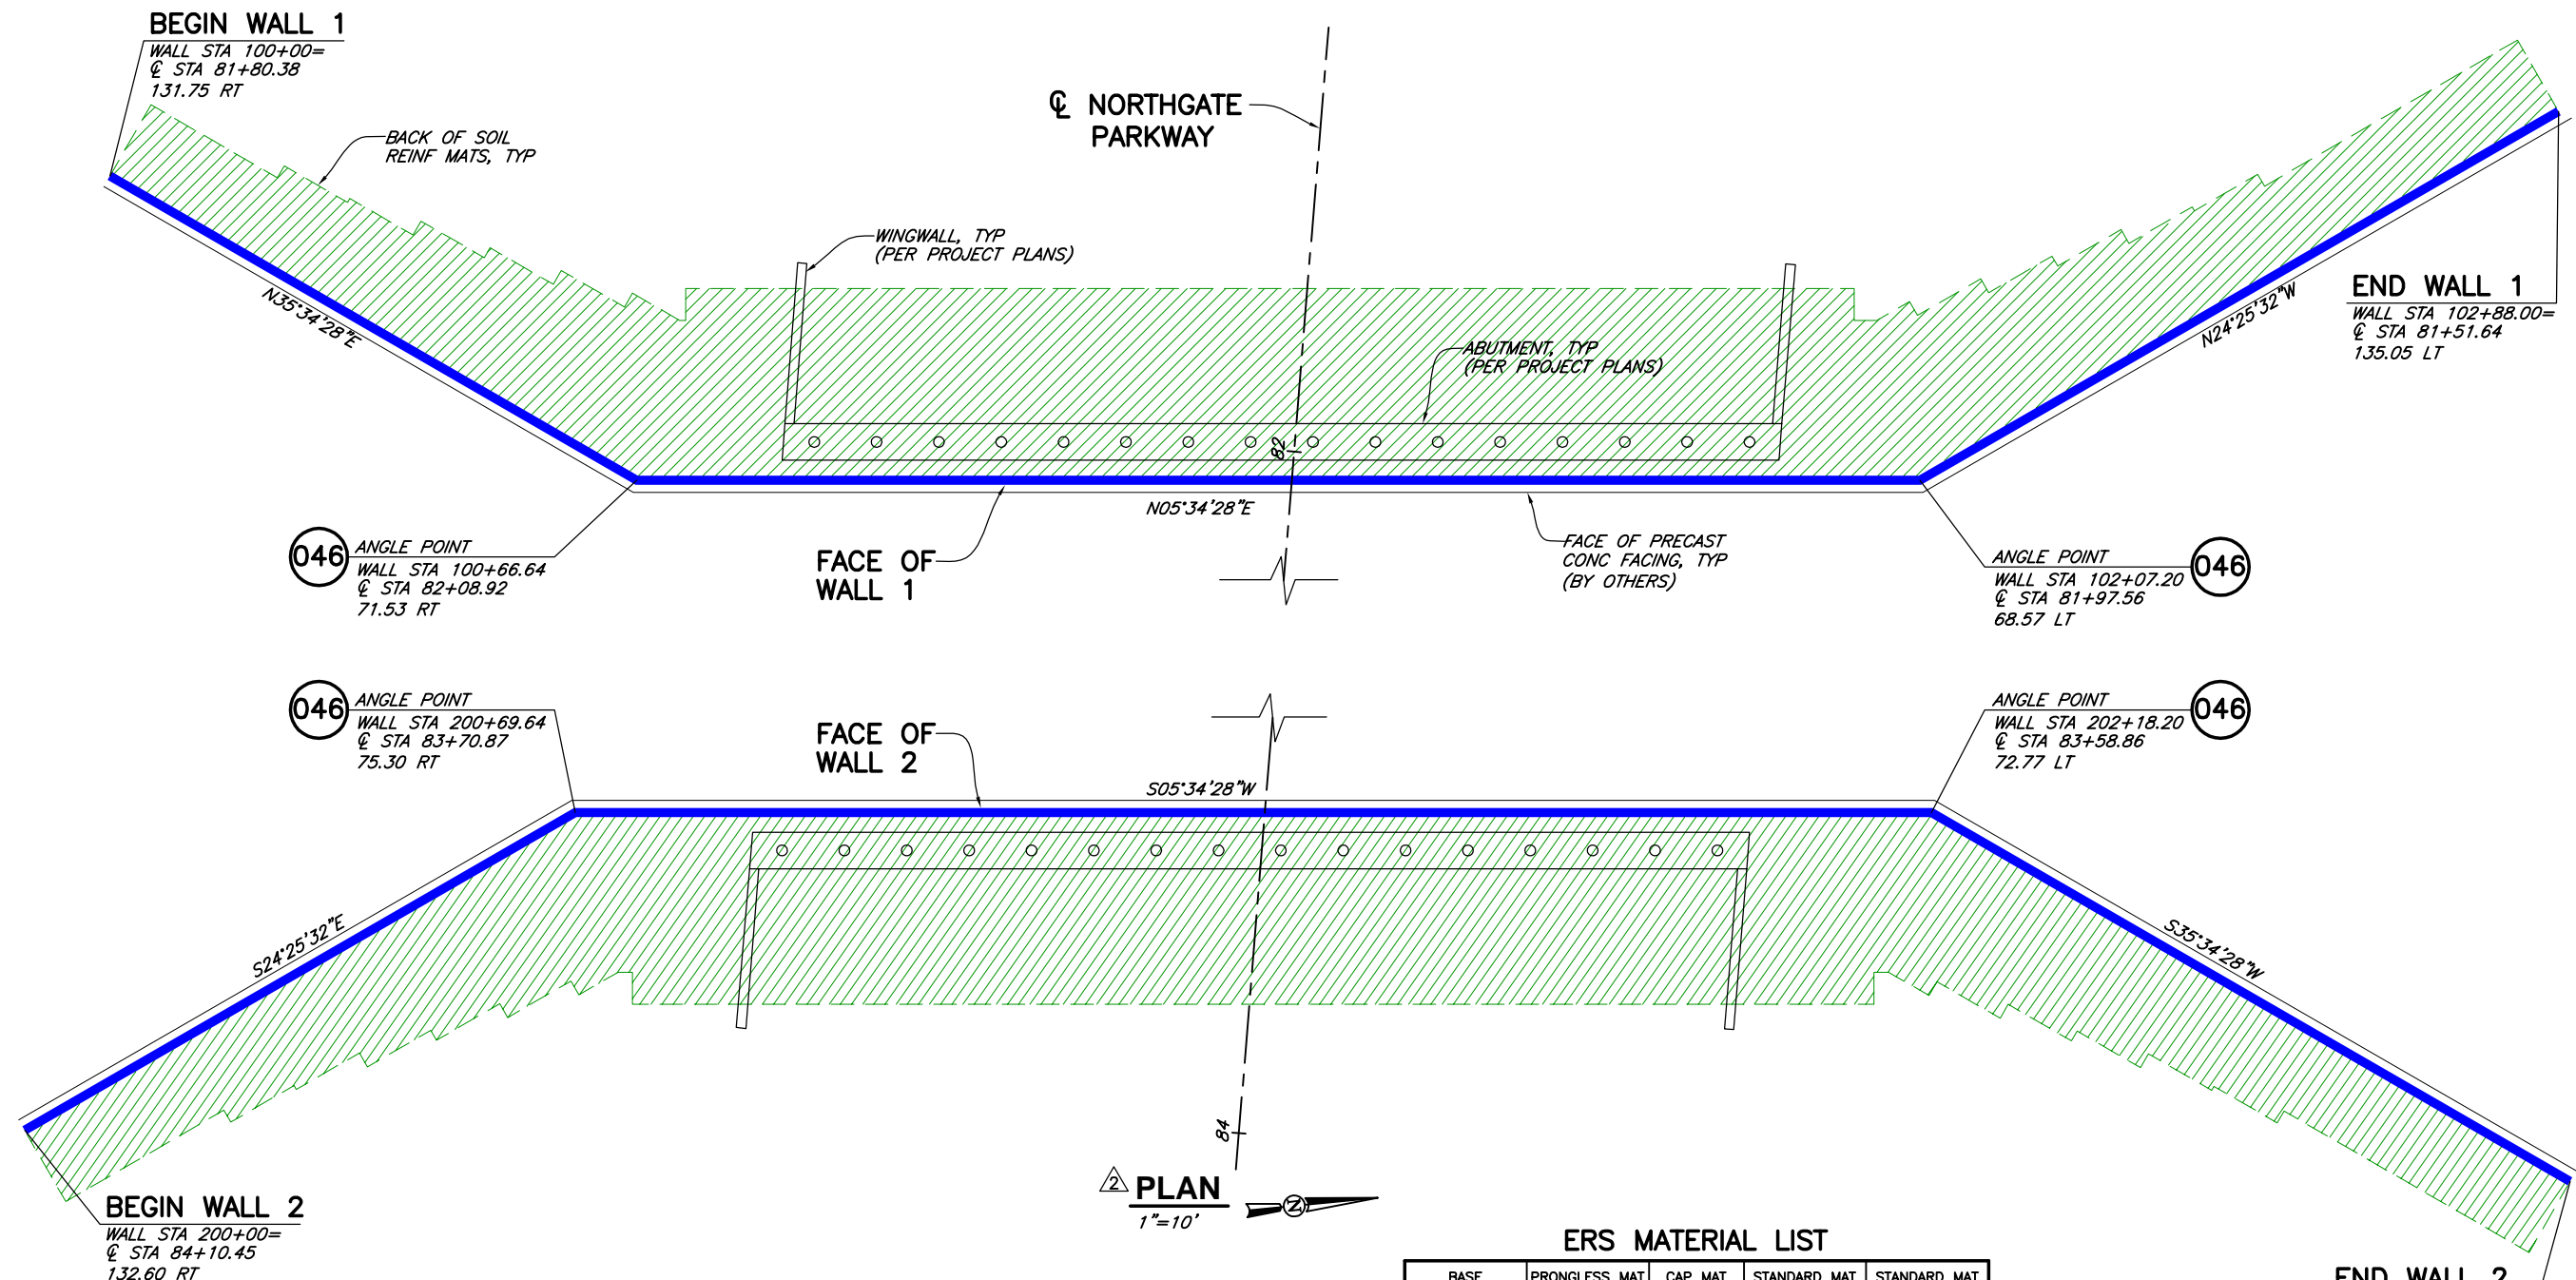 BEGIN WALL 1
WALL STA 100+00=
℄ STA 81+80.38
131.75 RT
BACK OF SOIL
REINF MATS, TYP
℄ NORTHGATE
PARKWAY
WINGWALL, TYP
(PER PROJECT PLANS)
ABUTMENT, TYP
(PER PROJECT PLANS)
N35°34'28"E
N24°25'32"W
END WALL 1
WALL STA 102+88.00=
℄ STA 81+51.64
135.05 LT
82
N05°34'28"E
046
ANGLE POINT
WALL STA 100+66.64
℄ STA 82+08.92
71.53 RT
FACE OF
WALL 1
FACE OF PRECAST
CONC FACING, TYP
(BY OTHERS)
ANGLE POINT
WALL STA 102+07.20
℄ STA 81+97.56
68.57 LT
046
046
ANGLE POINT
WALL STA 200+69.64
℄ STA 83+70.87
75.30 RT
FACE OF
WALL 2
S05°34'28"W
ANGLE POINT
WALL STA 202+18.20
℄ STA 83+58.86
72.77 LT
046
S24°25'32"E
S35°34'28"W
84
BEGIN WALL 2
WALL STA 200+00=
℄ STA 84+10.45
132.60 RT
2
PLAN
1"=10'
N
ERS MATERIAL LIST
BASE
PRONGLESS MAT
CAP MAT
STANDARD MAT
STANDARD MAT
END WALL 2